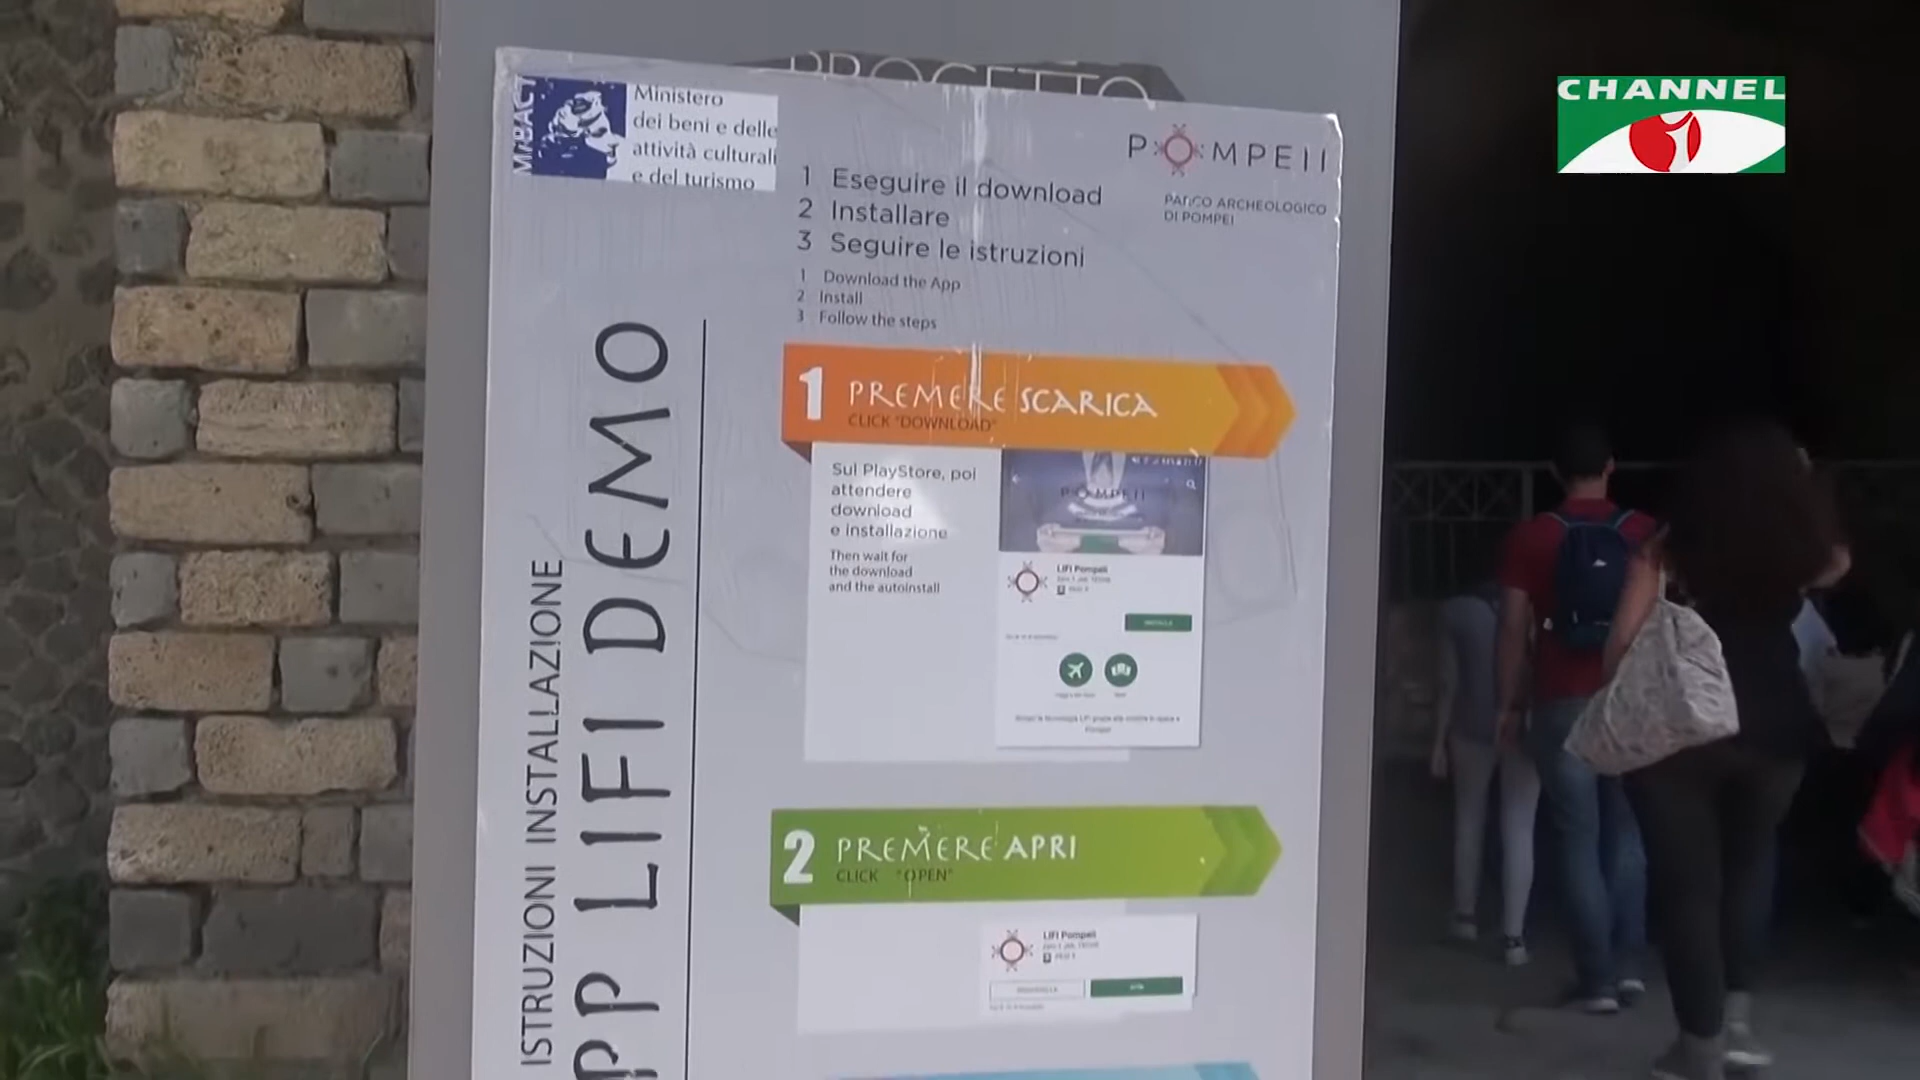 PROGETTO
MiBACT
Ministero
dei beni e delle
attività culturali
e del turismo
POMPEII
PARCO ARCHEOLOGICO
DI POMPEI
1 Eseguire il download
2 Installare
3 Seguire le istruzioni
1 Download the App
2 Install
3 Follow the steps
ISTRUZIONI INSTALLAZIONE
PP LIFI DEMO
1 PREMERE SCARICA
CLICK "DOWNLOAD"
Sul PlayStore, poi
attendere
download
e installazione
Then wait for
the download
and the autoinstall
POMPEII
LIFI Pompeii
INSTALLA
2 PREMERE APRI
CLICK "OPEN"
LIFI Pompeii
CHANNEL
i